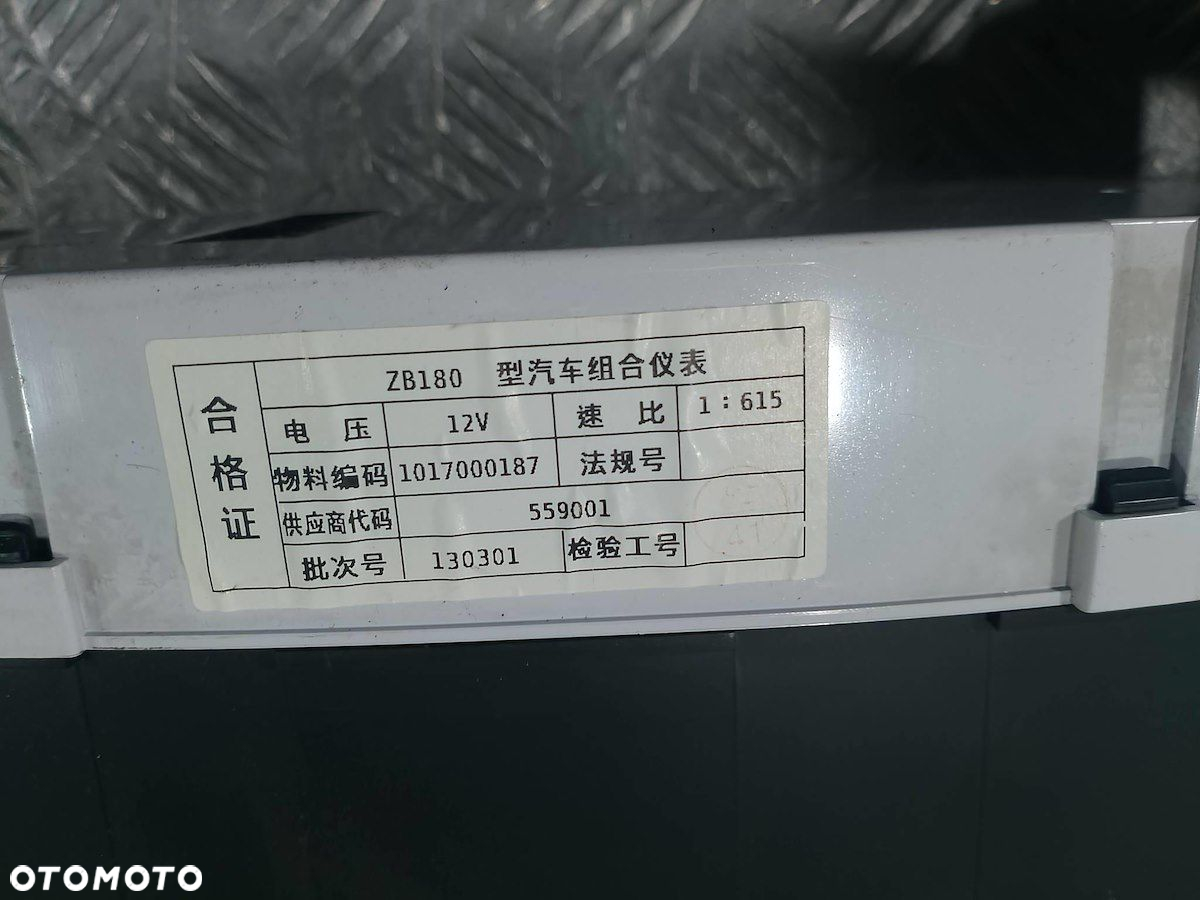 合格证
ZB180 型汽车组合仪表
电 压 12V 速 比 1:615
物料编码 1017000187 法规号
供应商代码 559001
批次号 130301 检验工号
OTOMOTO